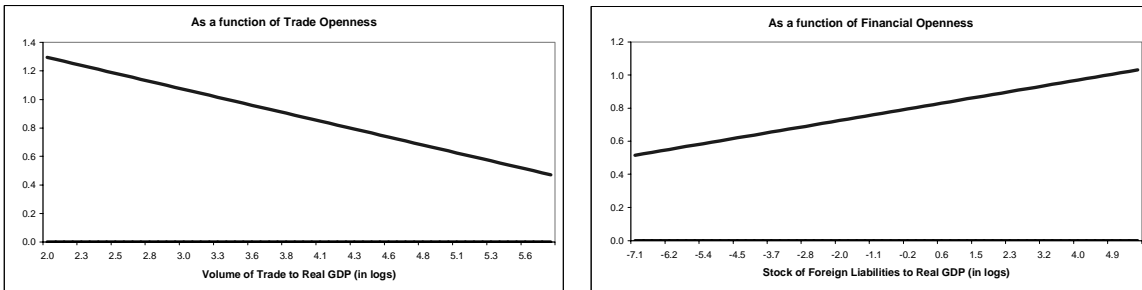 As a function of Trade Openness
1.4
1.2
1.0
0.8
0.6
0.4
0.2
0.0
2.0 2.3 2.5 2.8 3.0 3.3 3.6 3.8 4.1 4.3 4.6 4.8 5.1 5.3 5.6
Volume of Trade to Real GDP (in logs)
As a function of Financial Openness
1.2
1.0
0.8
0.6
0.4
0.2
0.0
-7.1 -6.2 -5.4 -4.5 -3.7 -2.8 -2.0 -1.1 -0.2 0.6 1.5 2.3 3.2 4.0 4.9
Stock of Foreign Liabilities to Real GDP (in logs)